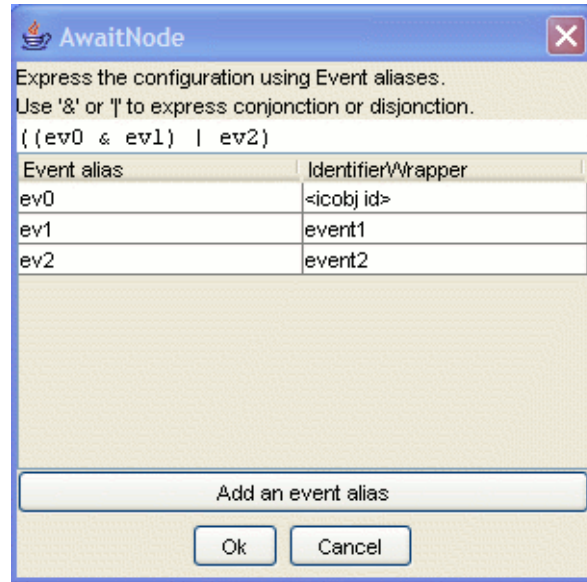 AwaitNode
Express the configuration using Event aliases.
Use '&' or '|' to express conjonction or disjonction.
((ev0 & ev1) | ev2)
Event alias IdentifierWrapper
ev0 <icobj id>
ev1 event1
ev2 event2
Add an event alias
Ok Cancel